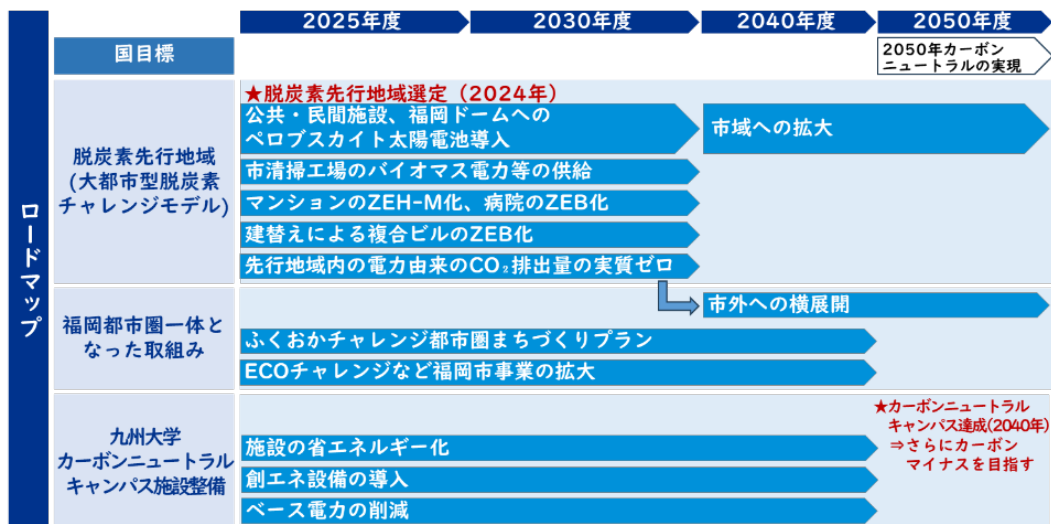 2025年度
2030年度
2040年度
2050年度
ロードマップ
国目標
2050年カーボン
ニュートラルの実現
脱炭素先行地域
(大都市型脱炭素
チャレンジモデル)
★脱炭素先行地域選定（2024年）
公共・民間施設、福岡ドームへの
ペロブスカイト太陽電池導入
市域への拡大
市清掃工場のバイオマス電力等の供給
マンションのZEH-M化、病院のZEB化
建替えによる複合ビルのZEB化
先行地域内の電力由来のCO₂排出量の実質ゼロ
福岡都市圏一体と
なった取組み
市外への横展開
ふくおかチャレンジ都市圏まちづくりプラン
ECOチャレンジなど福岡市事業の拡大
九州大学
カーボンニュートラル
キャンパス施設整備
★カーボンニュートラル
キャンパス達成(2040年)
⇒さらにカーボン
マイナスを目指す
施設の省エネルギー化
創エネ設備の導入
ベース電力の削減